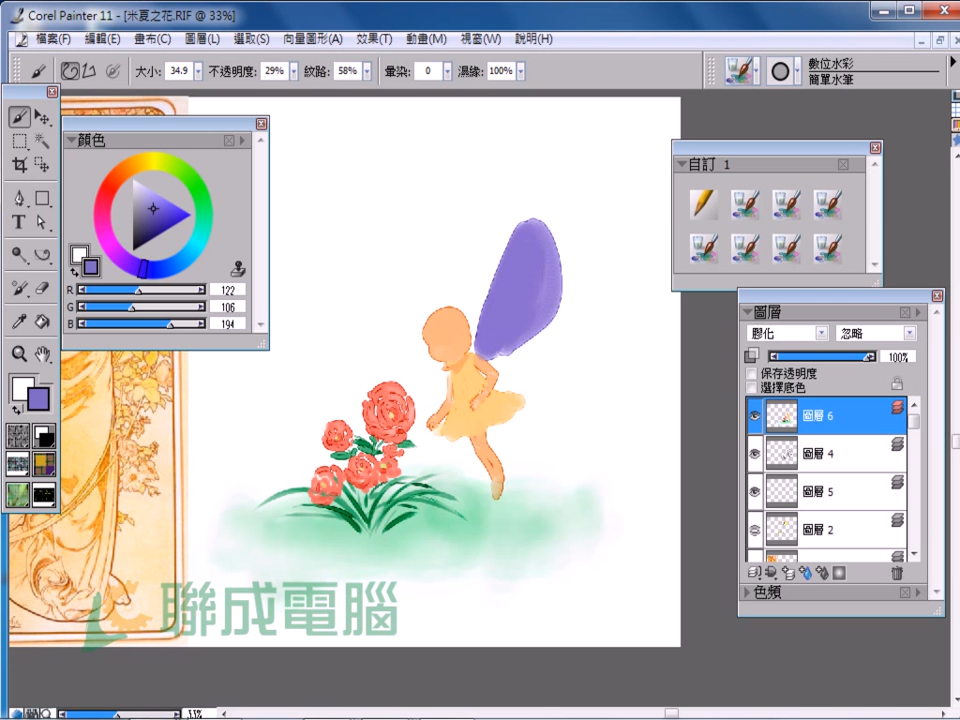 Corel Painter 11 - [米夏之花.RIF @ 33%]
檔案(F) 編輯(E) 畫布(C) 圖層(L) 選取(S) 向量圖形(A) 效果(T) 動畫(M) 視窗(W) 說明(H)
大小: 34.9 不透明度: 29% 紋路: 58% 暈染: 0 濕緣: 100%
數位水彩
簡單水筆
顏色
R 122
G 106
B 194
自訂 1
圖層
膠化 忽略
100%
保存透明度
選擇底色
圖層 6
圖層 4
圖層 5
圖層 2
色頻
聯成電腦
33%